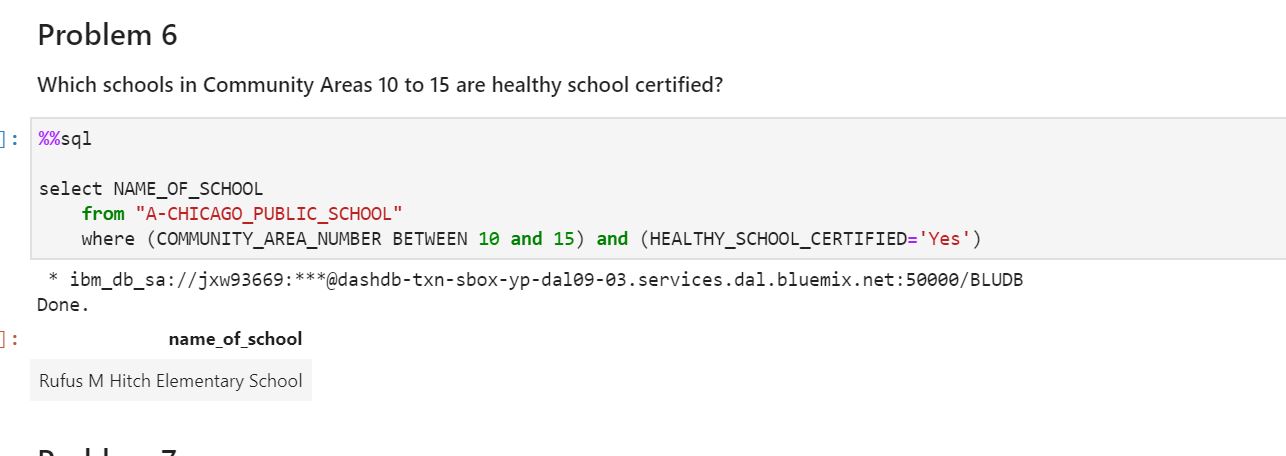 Problem 6
Which schools in Community Areas 10 to 15 are healthy school certified?
]: %%sql
select NAME_OF_SCHOOL
from "A-CHICAGO_PUBLIC_SCHOOL"
where (COMMUNITY_AREA_NUMBER BETWEEN 10 and 15) and (HEALTHY_SCHOOL_CERTIFIED='Yes')
* ibm_db_sa://jxw93669:***@dashdb-txn-sbox-yp-dal09-03.services.dal.bluemix.net:50000/BLUDB
Done.
]: name_of_school
Rufus M Hitch Elementary School
Problem 7